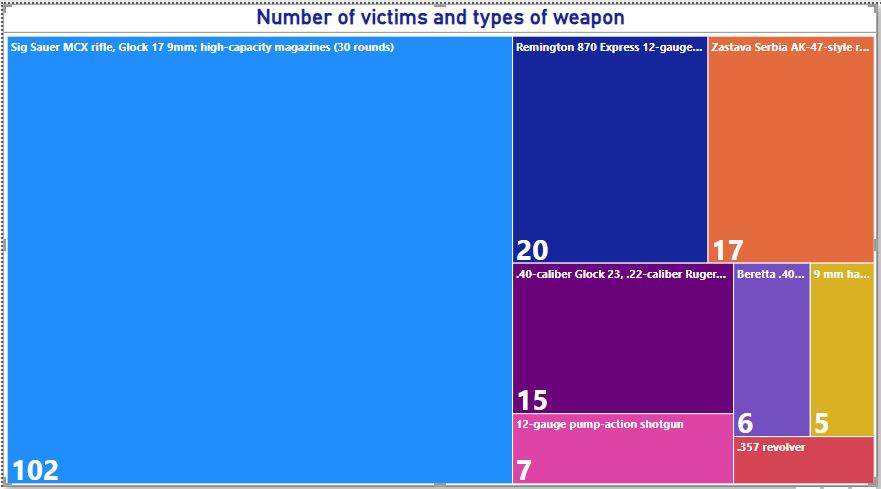 Number of victims and types of weapon
Sig Sauer MCX rifle, Glock 17 9mm; high-capacity magazines (30 rounds)
102
Remington 870 Express 12-gauge...
20
Zastava Serbia AK-47-style r...
17
.40-caliber Glock 23, .22-caliber Ruger...
15
12-gauge pump-action shotgun
7
Beretta .40...
6
9 mm ha...
5
.357 revolver